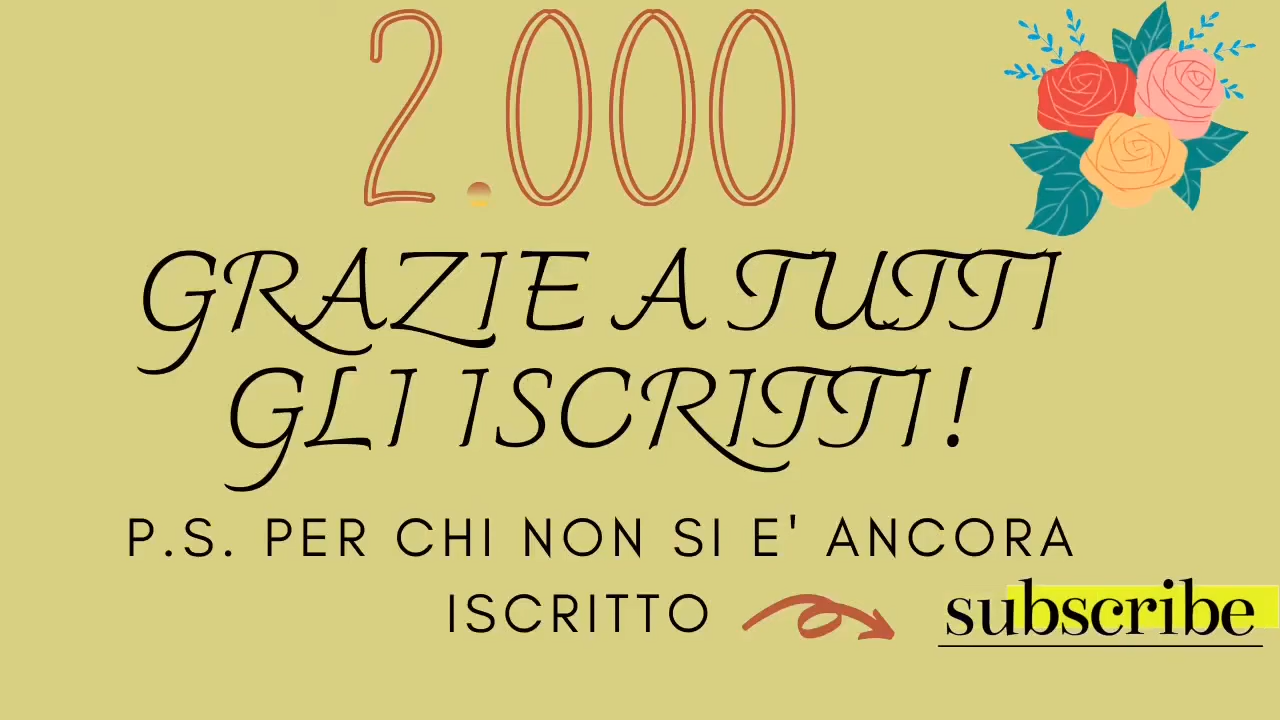 2.000
GRAZIE A TUTTI
GLI ISCRITTI!
P.S. PER CHI NON SI E' ANCORA
ISCRITTO
subscribe